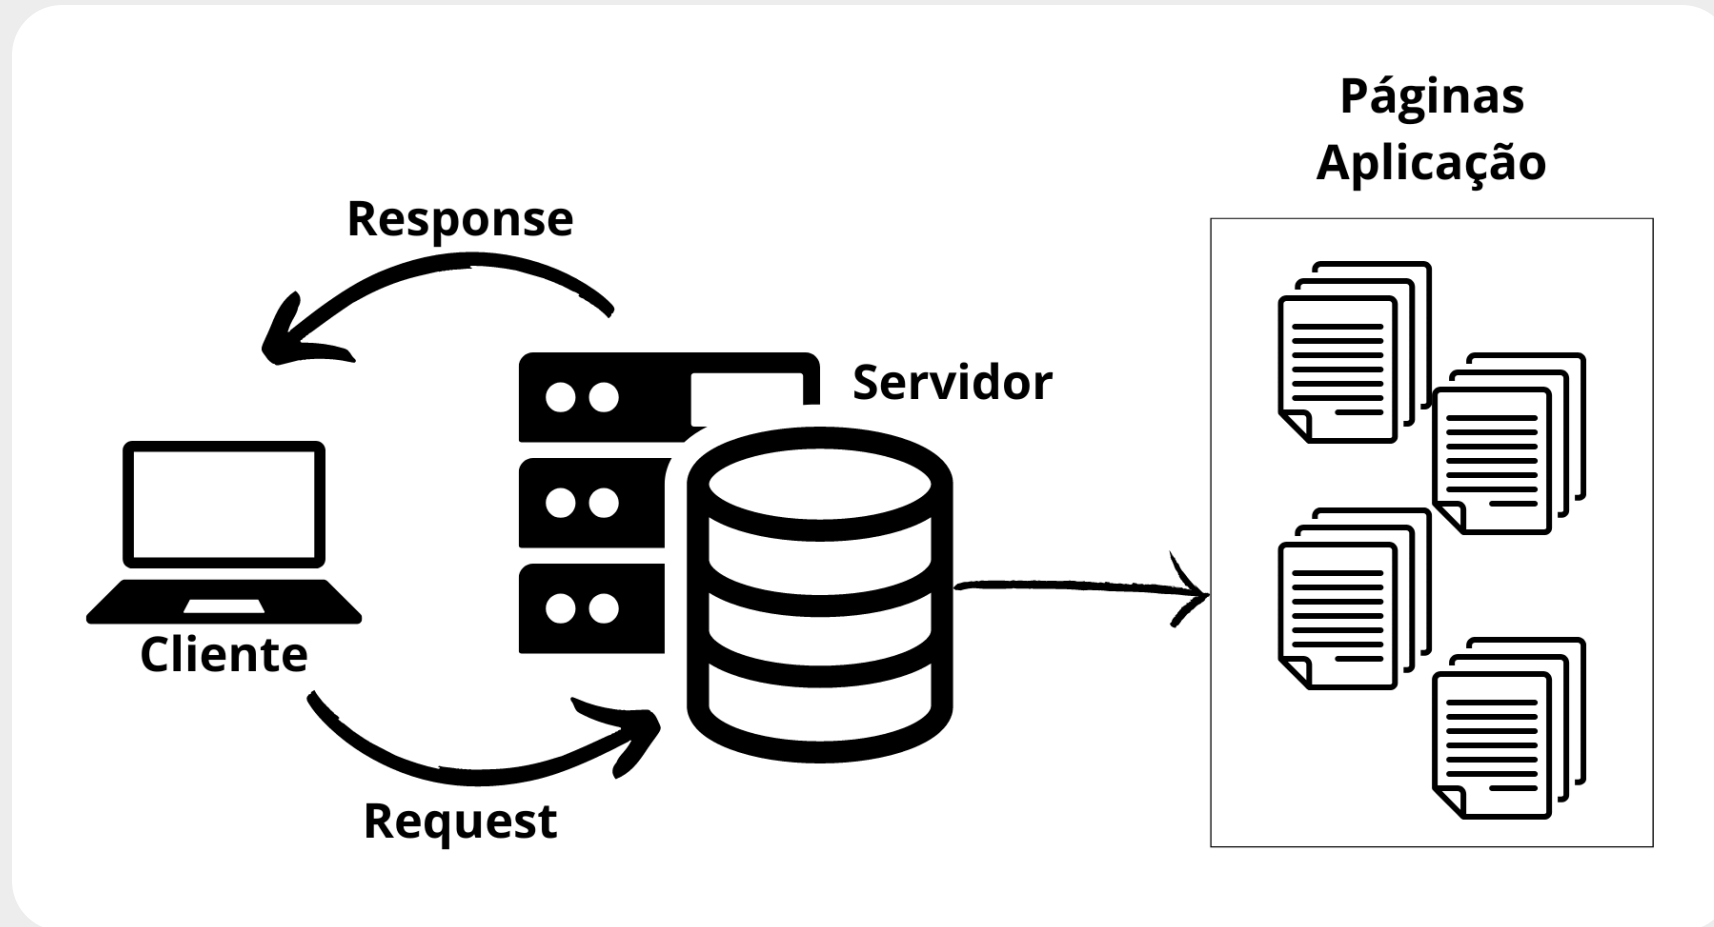 Páginas
Aplicação
Response
Servidor
Cliente
Request